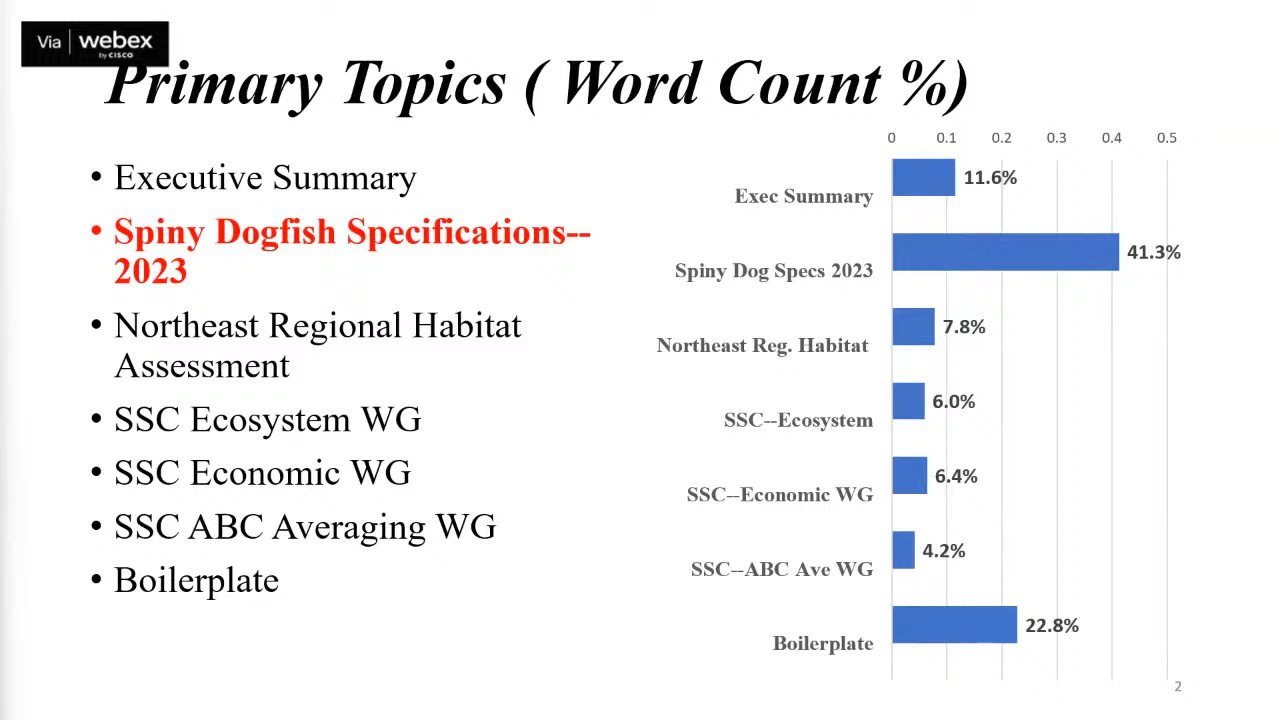 Via webex
by CISCO
Primary Topics ( Word Count %)
• Executive Summary
• Spiny Dogfish Specifications--
2023
• Northeast Regional Habitat
Assessment
• SSC Ecosystem WG
• SSC Economic WG
• SSC ABC Averaging WG
• Boilerplate
0 0.1 0.2 0.3 0.4 0.5
Exec Summary 11.6%
Spiny Dog Specs 2023 41.3%
Northeast Reg. Habitat 7.8%
SSC--Ecosystem 6.0%
SSC--Economic WG 6.4%
SSC--ABC Ave WG 4.2%
Boilerplate 22.8%
2